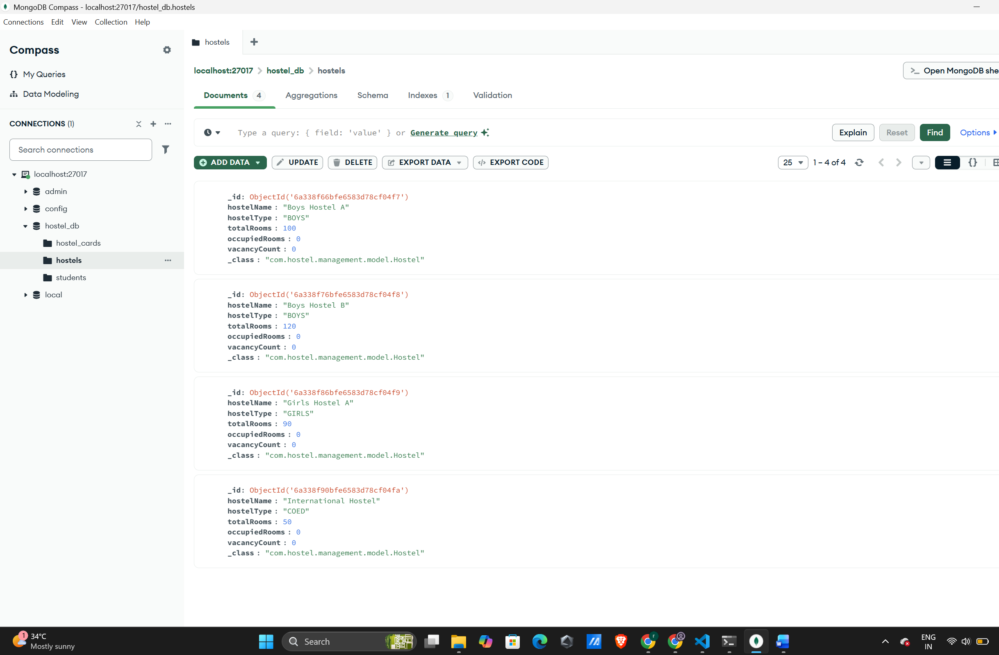 MongoDB Compass - localhost:27017/hostel_db.hostels
Connections Edit View Collection Help
Compass
My Queries
Data Modeling
CONNECTIONS (1)
Search connections
localhost:27017
admin
config
hostel_db
hostel_cards
hostels
students
local
hostels
localhost:27017 hostel_db hostels
Open MongoDB she
Documents 4 Aggregations Schema Indexes 1 Validation
Type a query: { field: 'value' } or Generate query
Explain Reset Find Options
ADD DATA UPDATE DELETE EXPORT DATA EXPORT CODE
25 1 – 4 of 4
_id: ObjectId('6a338f66bfe6583d78cf04f7')
hostelName : "Boys Hostel A"
hostelType : "BOYS"
totalRooms : 100
occupiedRooms : 0
vacancyCount : 0
_class : "com.hostel.management.model.Hostel"
_id: ObjectId('6a338f76bfe6583d78cf04f8')
hostelName : "Boys Hostel B"
hostelType : "BOYS"
totalRooms : 120
occupiedRooms : 0
vacancyCount : 0
_class : "com.hostel.management.model.Hostel"
_id: ObjectId('6a338f86bfe6583d78cf04f9')
hostelName : "Girls Hostel A"
hostelType : "GIRLS"
totalRooms : 90
occupiedRooms : 0
vacancyCount : 0
_class : "com.hostel.management.model.Hostel"
_id: ObjectId('6a338f90bfe6583d78cf04fa')
hostelName : "International Hostel"
hostelType : "COED"
totalRooms : 50
occupiedRooms : 0
vacancyCount : 0
_class : "com.hostel.management.model.Hostel"
1
34°C
Mostly sunny
Search
r
W
ENG
IN